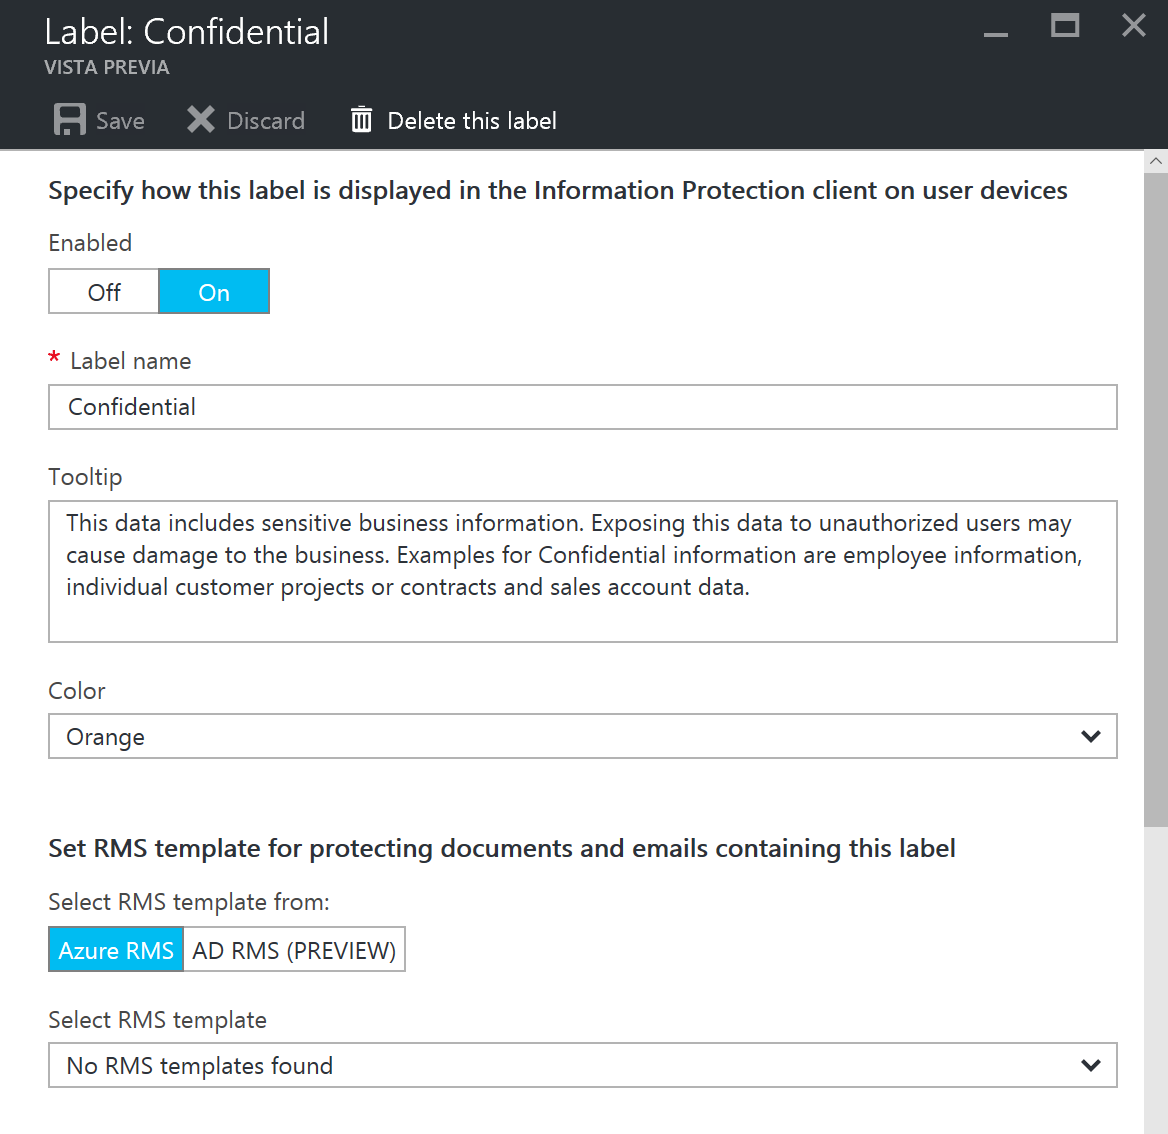 Label: Confidential
VISTA PREVIA
Save Discard Delete this label
Specify how this label is displayed in the Information Protection client on user devices
Enabled
Off On
* Label name
Confidential
Tooltip
This data includes sensitive business information. Exposing this data to unauthorized users may
cause damage to the business. Examples for Confidential information are employee information,
individual customer projects or contracts and sales account data.
Color
Orange
Set RMS template for protecting documents and emails containing this label
Select RMS template from:
Azure RMS AD RMS (PREVIEW)
Select RMS template
No RMS templates found